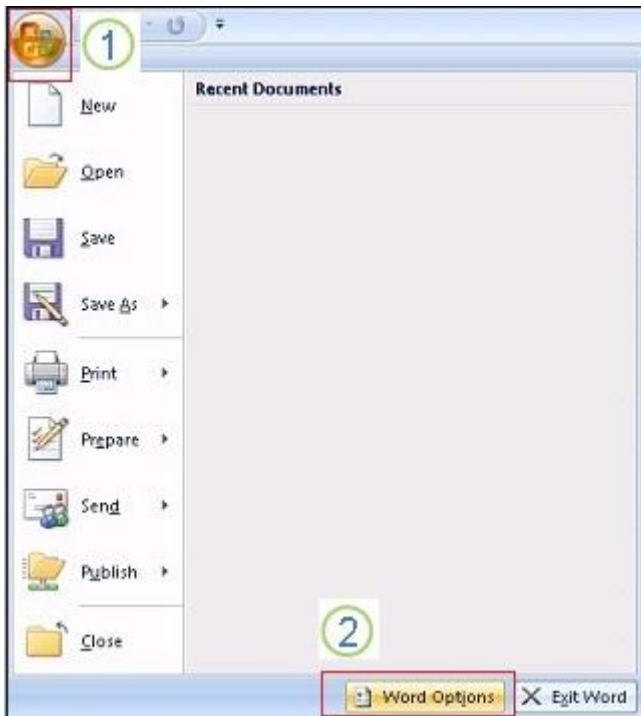 1
Recent Documents
New
Open
Save
Save As
Print
Prepare
Send
Publish
Close
2
Word Options
Exit Word